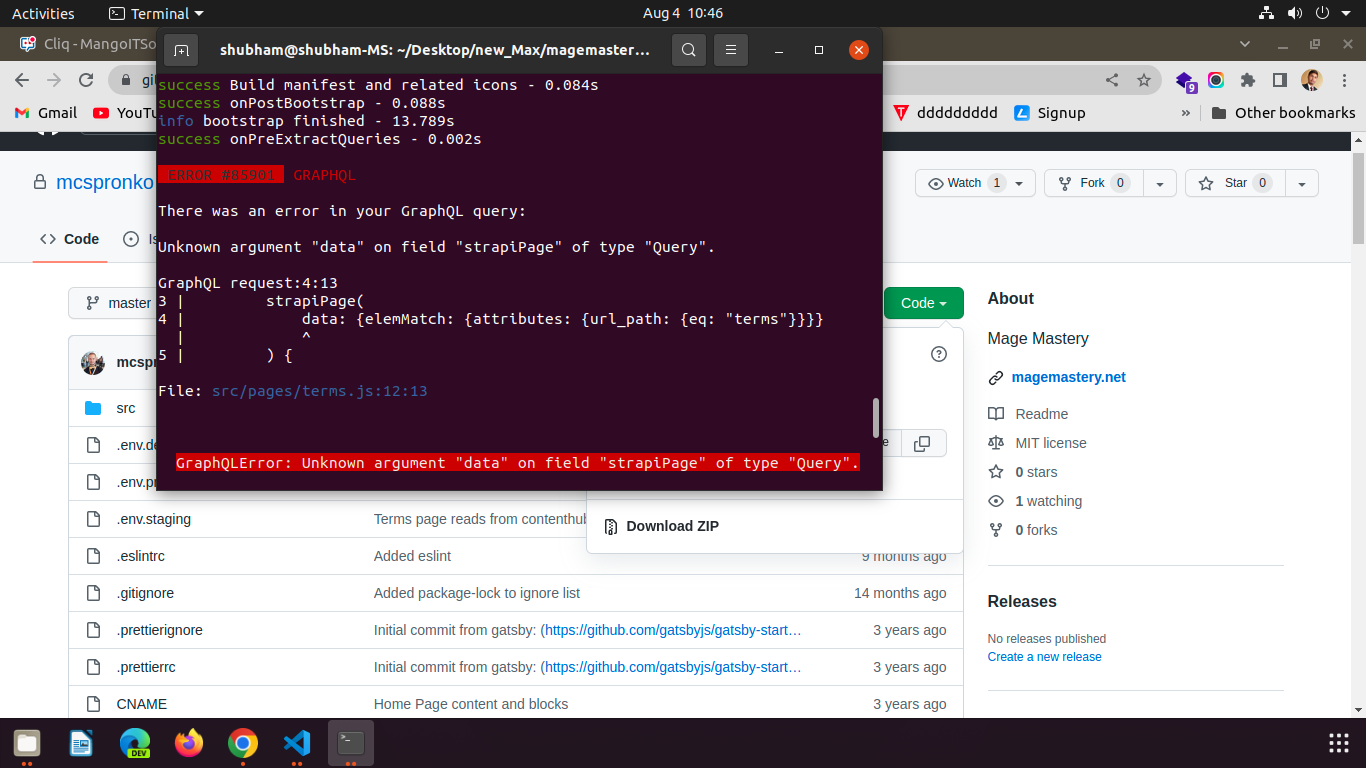 Activities
Terminal
Aug 4 10:46
Cliq - MangoITSo
shubham@shubham-MS: ~/Desktop/new_Max/magemaster...
9
Gmail
YouTu
ddddddddd
Signup
»
Other bookmarks
success Build manifest and related icons - 0.084s
success onPostBootstrap - 0.088s
info bootstrap finished - 13.789s
success onPreExtractQueries - 0.002s
ERROR #85901 GRAPHQL
There was an error in your GraphQL query:
Unknown argument "data" on field "strapiPage" of type "Query".
GraphQL request:4:13
3 | strapiPage(
4 | data: {elemMatch: {attributes: {url_path: {eq: "terms"}}}}
| ^
5 | ) {
File: src/pages/terms.js:12:13
GraphQLError: Unknown argument "data" on field "strapiPage" of type "Query".
mcspronko
Watch 1
Fork 0
Star 0
Code
master
Code
mcspr
src
.env.de
.env.pr
.env.staging
Terms page reads from contenthub
.eslintrc
Added eslint
9 months ago
.gitignore
Added package-lock to ignore list
14 months ago
.prettierignore
Initial commit from gatsby: (https://github.com/gatsbyjs/gatsby-start…
3 years ago
.prettierrc
Initial commit from gatsby: (https://github.com/gatsbyjs/gatsby-start…
3 years ago
CNAME
Home Page content and blocks
3 years ago
Download ZIP
About
Mage Mastery
magemastery.net
Readme
MIT license
0 stars
1 watching
0 forks
Releases
No releases published
Create a new release
DEV